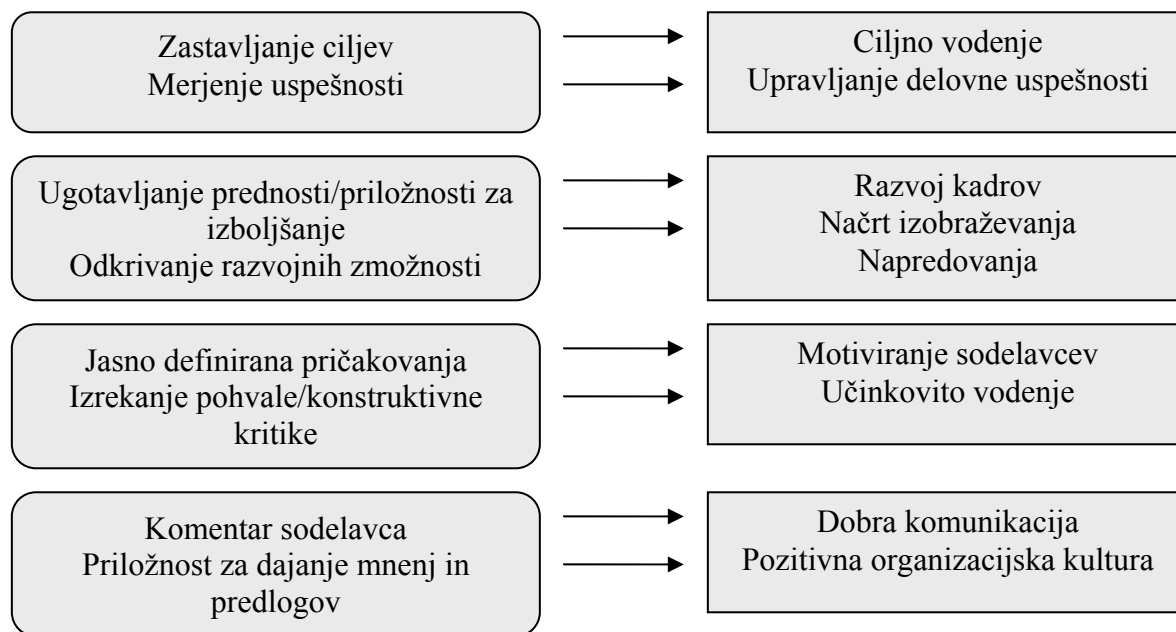 Zastavljanje ciljev
Merjenje uspešnosti
Ciljno vodenje
Upravljanje delovne uspešnosti
Ugotavljanje prednosti/priložnosti za
izboljšanje
Odkrivanje razvojnih zmožnosti
Razvoj kadrov
Načrt izobraževanja
Napredovanja
Jasno definirana pričakovanja
Izrekanje pohvale/konstruktivne
kritike
Motiviranje sodelavcev
Učinkovito vodenje
Komentar sodelavca
Priložnost za dajanje mnenj in
predlogov
Dobra komunikacija
Pozitivna organizacijska kultura